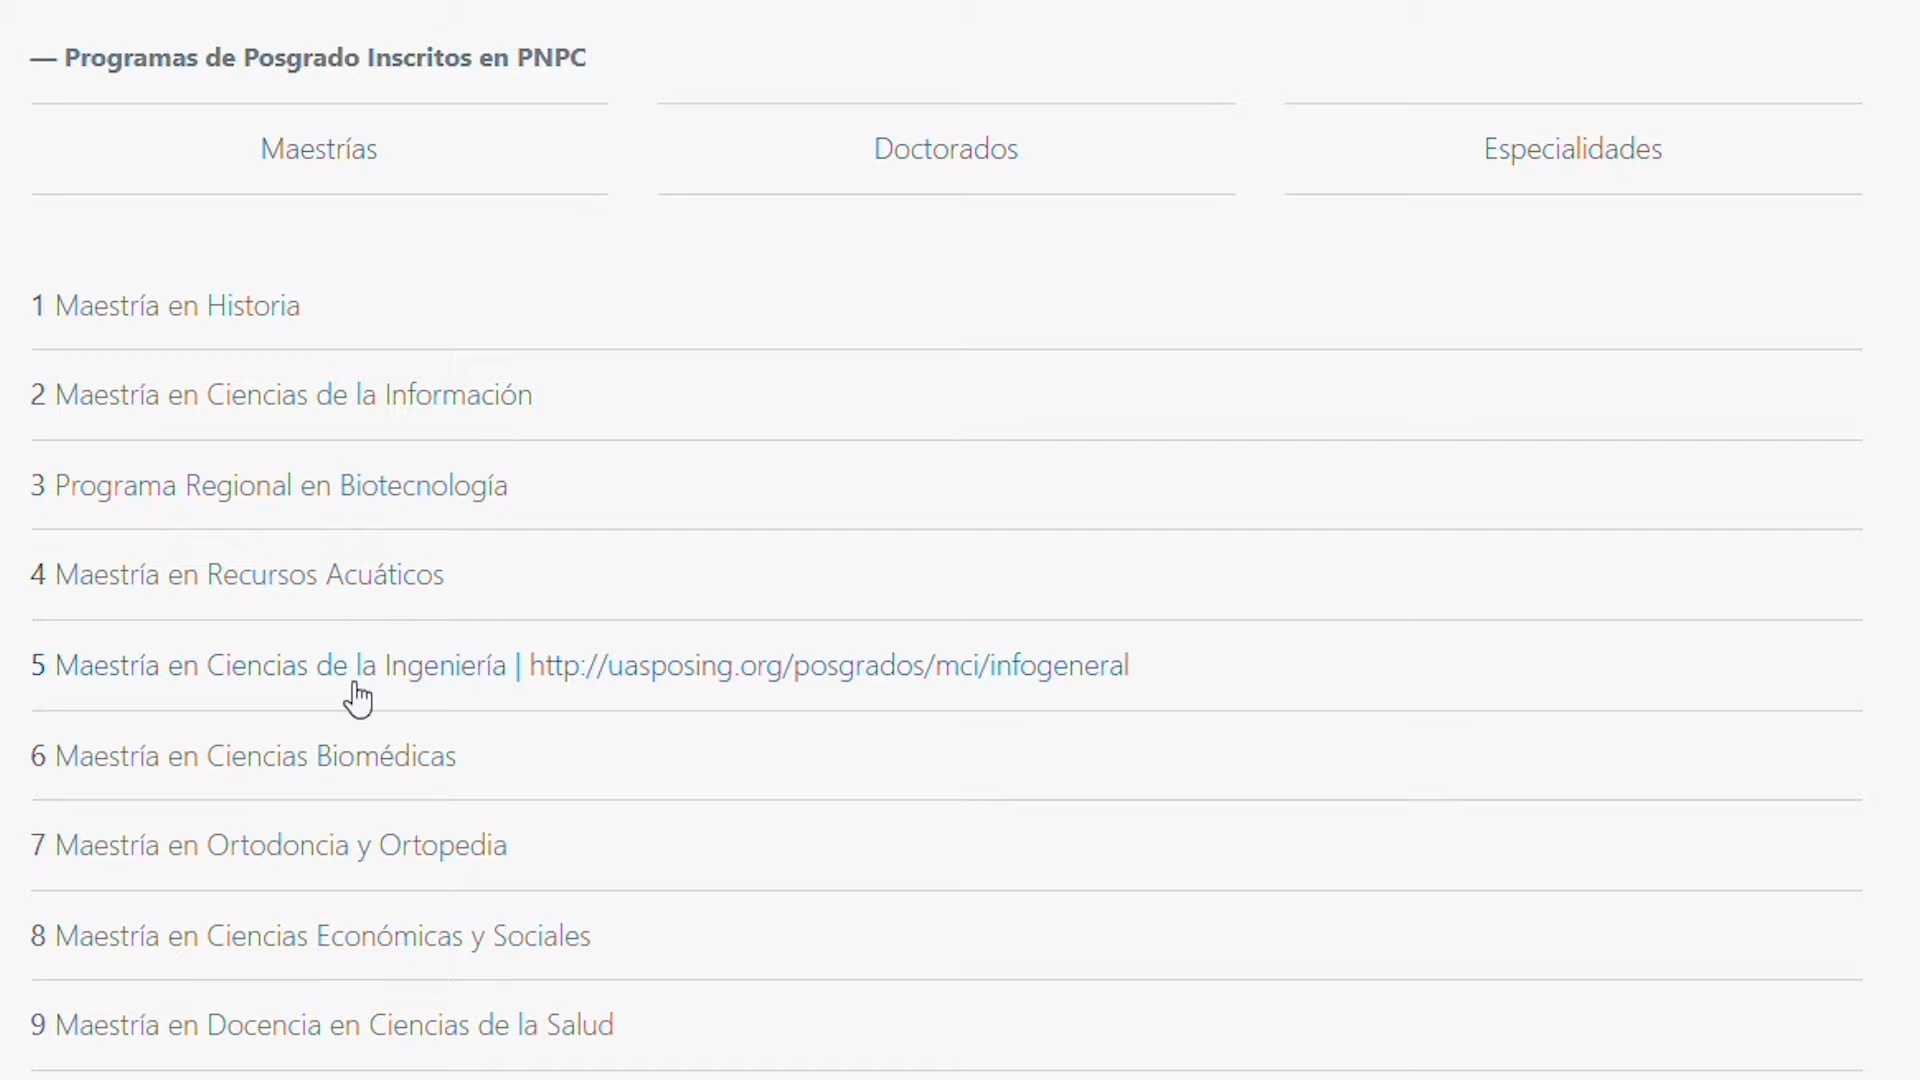 — Programas de Posgrado Inscritos en PNPC
Maestrías
Doctorados
Especialidades
1 Maestría en Historia
2 Maestría en Ciencias de la Información
3 Programa Regional en Biotecnología
4 Maestría en Recursos Acuáticos
5 Maestría en Ciencias de la Ingeniería | http://uasposing.org/posgrados/mci/infogeneral
6 Maestría en Ciencias Biomédicas
7 Maestría en Ortodoncia y Ortopedia
8 Maestría en Ciencias Económicas y Sociales
9 Maestría en Docencia en Ciencias de la Salud